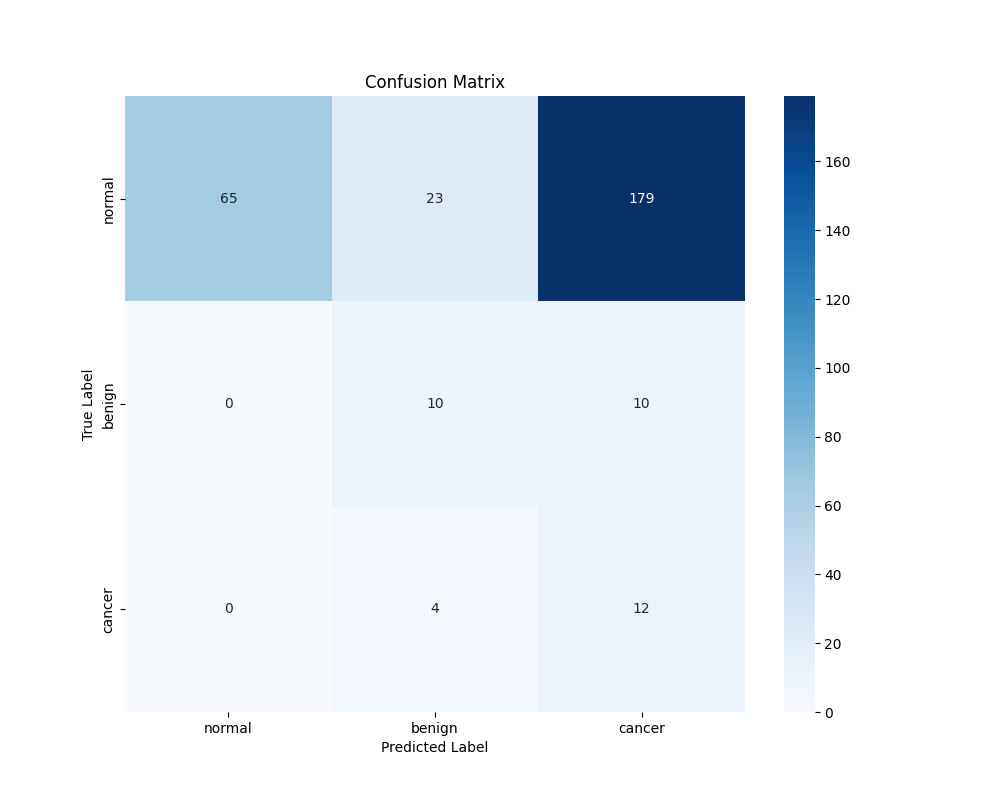 Confusion Matrix
True Label
normal
65 23 179
benign
0 10 10
cancer
0 4 12
normal benign cancer
Predicted Label
160
140
120
100
80
60
40
20
0